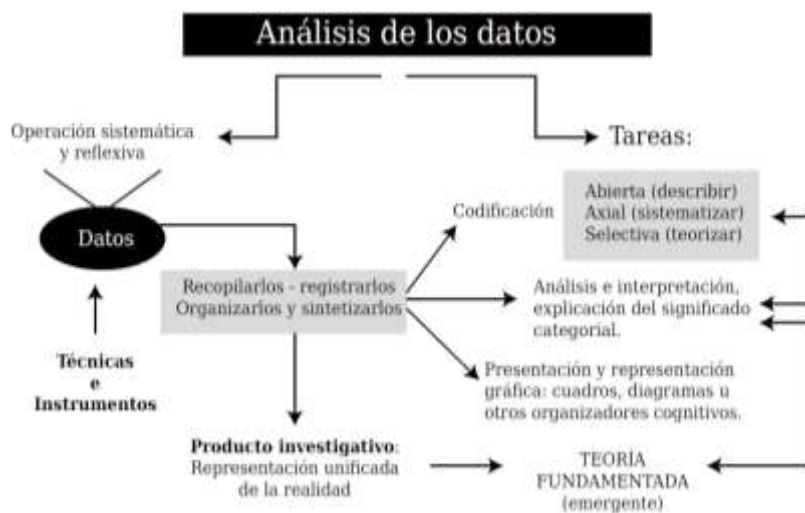 Análisis de los datos
Operación sistemática
y reflexiva
Tareas:
Datos
Codificación
Abierta (describir)
Axial (sistematizar)
Selectiva (teorizar)
Recopilarlos - registrarlos
Organizarlos y sintetizarlos
Análisis e interpretación,
explicación del significado
categorial.
Técnicas
e
Instrumentos
Presentación y representación
gráfica: cuadros, diagramas u
otros organizadores cognitivos.
Producto investigativo:
Representación unificada
de la realidad
TEORÍA
FUNDAMENTADA
(emergente)